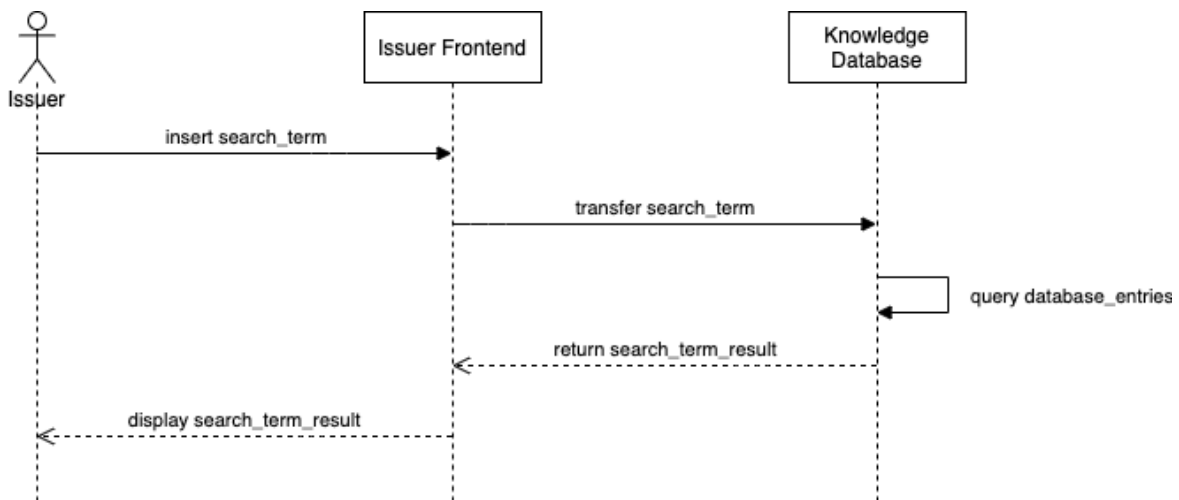 Issuer
Issuer Frontend
Knowledge
Database
insert search_term
transfer search_term
query database_entries
return search_term_result
display search_term_result